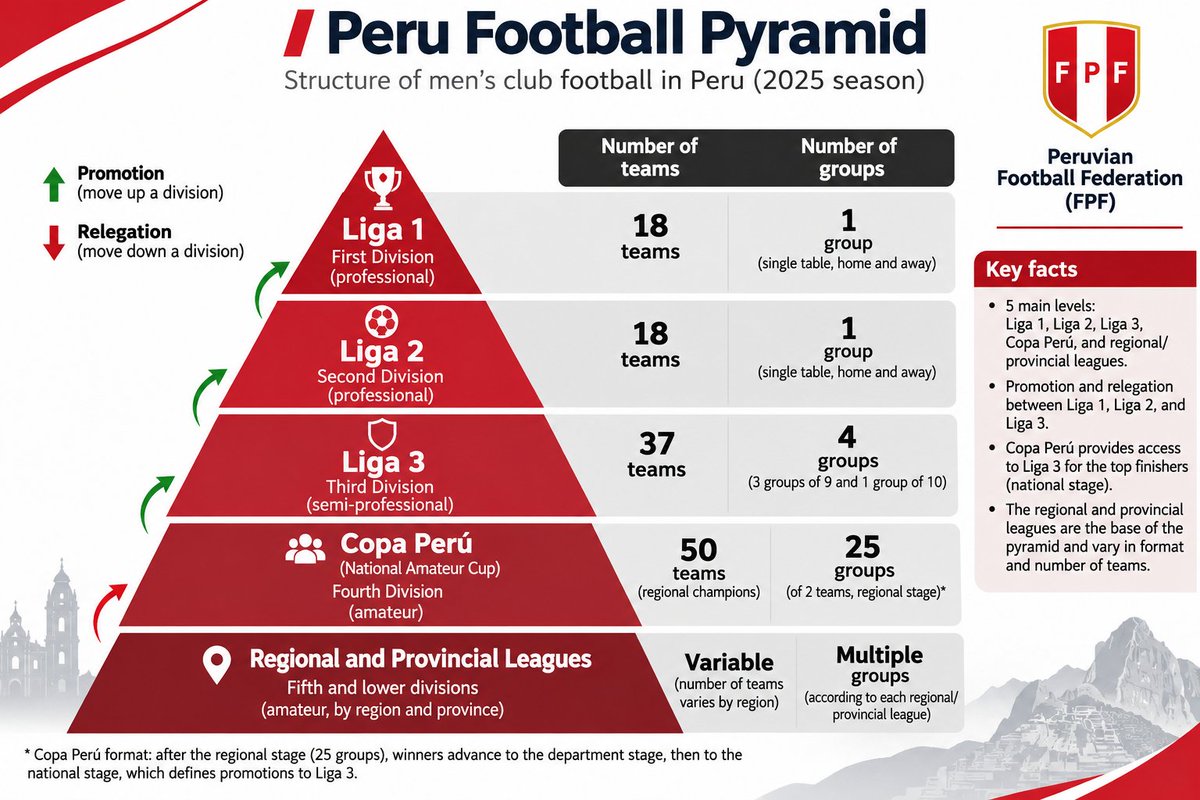 Peru Football Pyramid
Structure of men's club football in Peru (2025 season)
FPF
Peruvian
Football Federation
(FPF)
Promotion
(move up a division)
Relegation
(move down a division)
Number of
teams
Number of
groups
Liga 1
First Division
(professional)
18
teams
1
group
(single table, home and away)
Liga 2
Second Division
(professional)
18
teams
1
group
(single table, home and away)
Liga 3
Third Division
(semi-professional)
37
teams
4
groups
(3 groups of 9 and 1 group of 10)
Copa Perú
(National Amateur Cup)
Fourth Division
(amateur)
50
teams
(regional champions)
25
groups
(of 2 teams, regional stage)*
Regional and Provincial Leagues
Fifth and lower divisions
(amateur, by region and province)
Variable
(number of teams
varies by region)
Multiple
groups
(according to each regional/
provincial league)
Key facts
• 5 main levels:
Liga 1, Liga 2, Liga 3,
Copa Perú, and regional/
provincial leagues.
• Promotion and relegation
between Liga 1, Liga 2, and
Liga 3.
• Copa Perú provides access
to Liga 3 for the top finishers
(national stage).
• The regional and provincial
leagues are the base of the
pyramid and vary in format
and number of teams.
* Copa Perú format: after the regional stage (25 groups), winners advance to the department stage, then to the
national stage, which defines promotions to Liga 3.